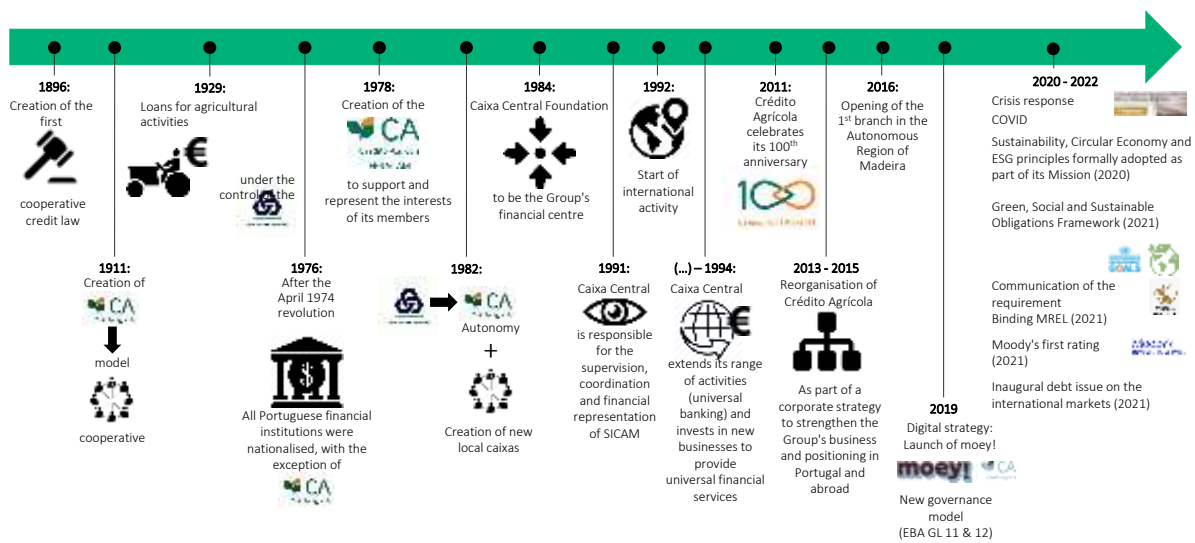 1896:
Creation of the
first
cooperative
credit law
1911:
Creation of
CA
model
cooperative
1929:
Loans for agricultural
activities
€
under the
control of the
1976:
After the
April 1974
revolution
$
All Portuguese financial
institutions were
nationalised, with the
exception of
CA
1978:
Creation of the
CA
to support and
represent the interests
of its members
1982:
CA
Autonomy
+
Creation of new
local caixas
1984:
Caixa Central Foundation
to be the Group's
financial centre
1991:
Caixa Central
is responsible
for the
supervision,
coordination
and financial
representation
of SICAM
1992:
Start of
international
activity
(...) – 1994:
Caixa Central
€
extends its range
of activities
(universal
banking) and
invests in new
businesses to
provide
universal financial
services
2011:
Crédito
Agrícola
celebrates
its 100th
anniversary
100
2013 - 2015
Reorganisation of
Crédito Agrícola
As part of a
corporate strategy
to strengthen the
Group's business
and positioning in
Portugal and
abroad
2016:
Opening of the
1st branch in the
Autonomous
Region of
Madeira
2019
Digital strategy:
Launch of moey!
moey!
CA
New governance
model
(EBA GL 11 & 12)
2020 - 2022
Crisis response
COVID
Sustainability, Circular Economy and
ESG principles formally adopted as
part of its Mission (2020)
Green, Social and Sustainable
Obligations Framework (2021)
GOALS
Communication of the
requirement
Binding MREL (2021)
Moody's first rating
(2021)
Moody's
Inaugural debt issue on the
international markets (2021)